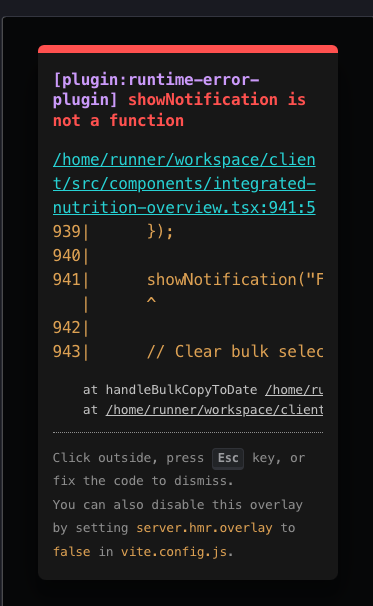 [plugin:runtime-error-
plugin] showNotification is
not a function
/home/runner/workspace/clien
t/src/components/integrated-
nutrition-overview.tsx:941:5
939|      });
940|
941|      showNotification("F
   |      ^
942|
943|      // Clear bulk selec
at handleBulkCopyToDate /home/ru
at /home/runner/workspace/client
Click outside, press Esc key, or
fix the code to dismiss.
You can also disable this overlay
by setting server.hmr.overlay to
false in vite.config.js.